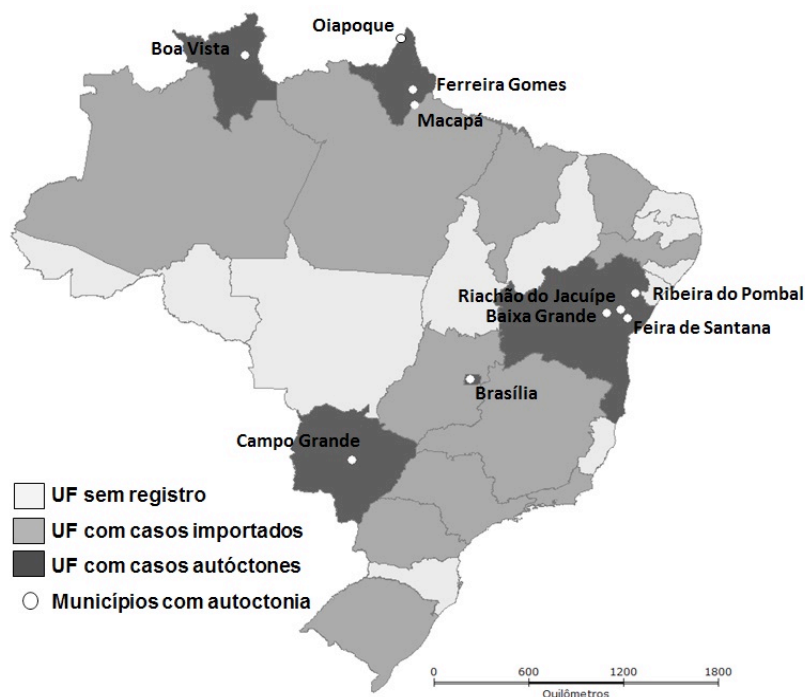 Oiapoque
Boa Vista
Ferreira Gomes
Macapá
Riachão do Jacuípe
Ribeira do Pombal
Baixa Grande
Feira de Santana
Brasília
Campo Grande
UF sem registro
UF com casos importados
UF com casos autóctones
Municípios com autoctonia
0 600 1200 1800
Quilômetros